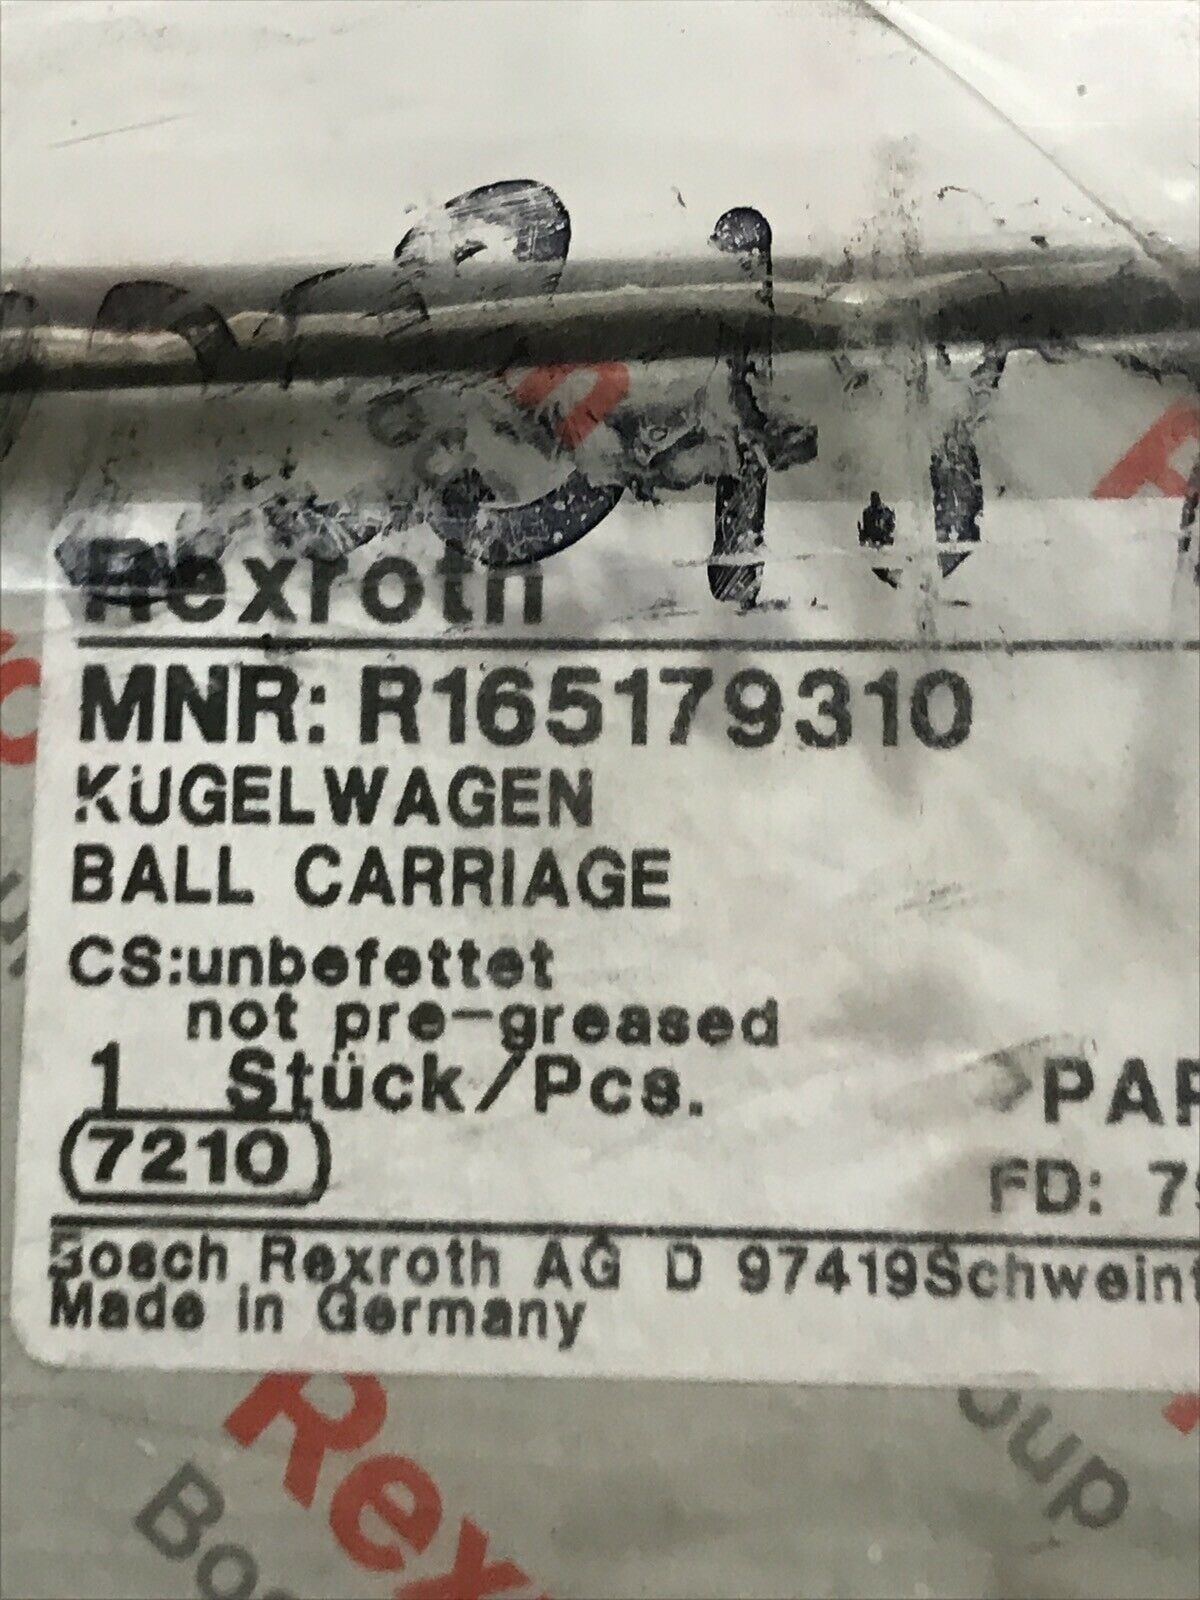 Rexroth
MNR: R165179310
KUGELWAGEN
BALL CARRIAGE
CS:unbefettet
not pre-greased
1 Stück/Pcs.
7210
FD:
Bosch Rexroth AG D 97419
Made in Germany